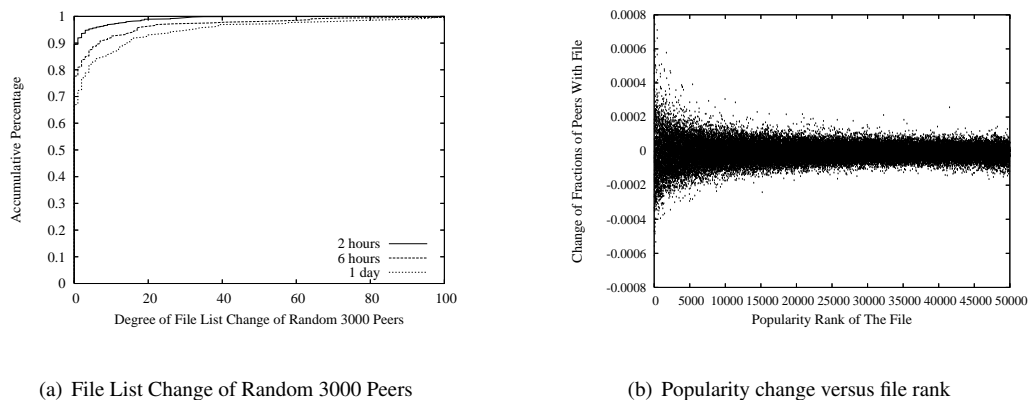 1
0.9
0.8
0.7
0.6
0.5
0.4
0.3
0.2
0.1
0
Accumulative Percentage
2 hours
6 hours
1 day
0 20 40 60 80 100
Degree of File List Change of Random 3000 Peers
(a) File List Change of Random 3000 Peers
0.0008
0.0006
0.0004
0.0002
0
-0.0002
-0.0004
-0.0006
-0.0008
Change of Fractions of Peers With File
0 5000 10000 15000 20000 25000 30000 35000 40000 45000 50000
Popularity Rank of The File
(b) Popularity change versus file rank